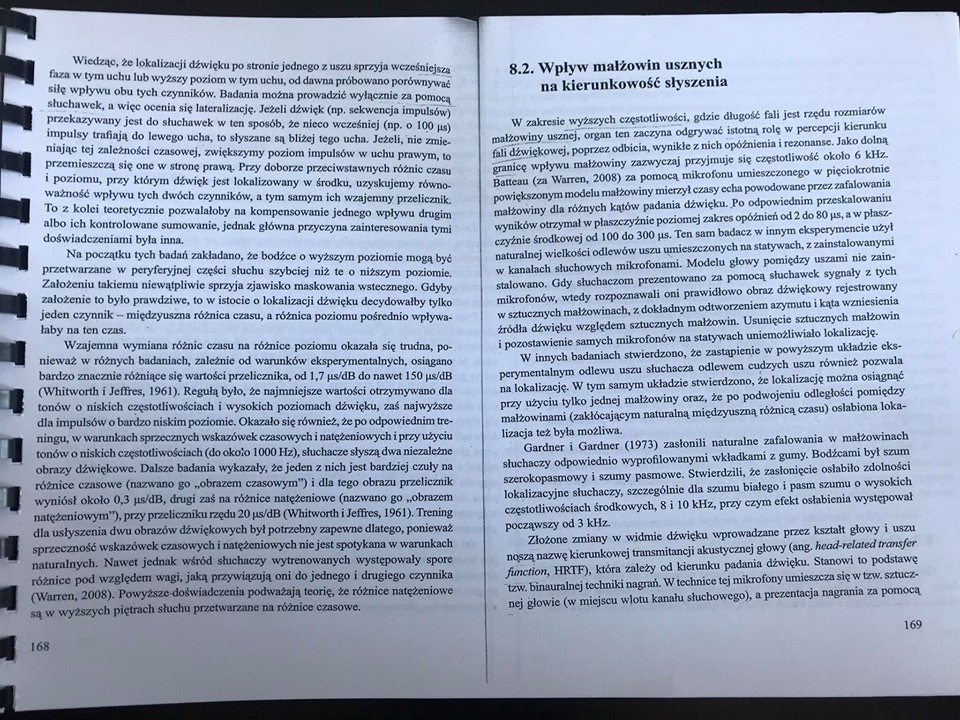 Wiedząc, że lokalizacji dźwięku po stronie jednego z uszu sprzyja wcześniejsza
faza w tym uchu lub wyższy poziom w tym uchu, od dawna próbowano porównywać
siłę wpływu obu tych czynników. Badania można prowadzić wyłącznie za pomocą
słuchawek, a więc ocenia się lateralizację. Jeżeli dźwięk (np. sekwencja impulsów)
przekazywany jest do słuchawek w ten sposób, że nieco wcześniej (np. o 100 μs)
impulsy trafiają do lewego ucha, to słyszane są bliżej tego ucha. Jeżeli, nie zmie-
niając tej zależności czasowej, zwiększymy poziom impulsów w uchu prawym, to
przemieszczą się one w stronę prawą. Przy doborze przeciwstawnych różnic czasu
i poziomu, przy którym dźwięk jest lokalizowany w środku, uzyskujemy równo-
ważność wpływu tych dwóch czynników, a tym samym ich wzajemny przelicznik.
To z kolei teoretycznie pozwalałoby na kompensowanie jednego wpływu drugim
albo ich kontrolowane sumowanie, jednak główna przyczyna zainteresowania tymi
doświadczeniami była inna.
Na początku tych badań zakładano, że bodźce o wyższym poziomie mogą być
przetwarzane w peryferyjnej części słuchu szybciej niż te o niższym poziomie.
Założeniu takiemu niewątpliwie sprzyja zjawisko maskowania wstecznego. Gdyby
założenie to było prawdziwe, to w istocie o lokalizacji dźwięku decydowałby tylko
jeden czynnik – międzyuszna różnica czasu, a różnica poziomu pośrednio wpływa-
łaby na ten czas.
Wzajemna wymiana różnic czasu na różnice poziomu okazała się trudna, po-
nieważ w różnych badaniach, zależnie od warunków eksperymentalnych, osiągano
bardzo znacznie różniące się wartości przelicznika, od 1,7 μs/dB do nawet 150 μs/dB
(Whitworth i Jeffres, 1961). Regułą było, że najmniejsze wartości otrzymywano dla
tonów o niskich częstotliwościach i wysokich poziomach dźwięku, zaś najwyższe
dla impulsów o bardzo niskim poziomie. Okazało się również, że po odpowiednim tre-
ningu, w warunkach sprzecznych wskazówek czasowych i natężeniowych i przy użyciu
tonów o niskich częstotliwościach (do około 1000 Hz), słuchacze słyszą dwa niezależne
obrazy dźwiękowe. Dalsze badania wykazały, że jeden z nich jest bardziej czuły na
różnice czasowe (nazwano go „obrazem czasowym”) i dla tego obrazu przelicznik
wyniósł około 0,3 μs/dB, drugi zaś na różnice natężeniowe (nazwano go „obrazem
natężeniowym”), przy przeliczniku rzędu 20 μs/dB (Whitworth i Jeffres, 1961). Trening
dla usłyszenia dwu obrazów dźwiękowych był potrzebny zapewne dlatego, ponieważ
sprzeczność wskazówek czasowych i natężeniowych nie jest spotykana w warunkach
naturalnych. Nawet jednak wśród słuchaczy wytrenowanych występowały spore
różnice pod względem wagi, jaką przywiązują oni do jednego i drugiego czynnika
(Warren, 2008). Powyższe doświadczenia podważają teorię, że różnice natężeniowe
są w wyższych piętrach słuchu przetwarzane na różnice czasowe.
168
8.2. Wpływ małżowin usznych
na kierunkowość słyszenia
W zakresie wyższych częstotliwości, gdzie długość fali jest rzędu rozmiarów
małżowiny usznej, organ ten zaczyna odgrywać istotną rolę w percepcji kierunku
fali dźwiękowej, poprzez odbicia, wynikłe z nich opóźnienia i rezonanse. Jako dolną
granicę wpływu małżowiny zazwyczaj przyjmuje się częstotliwość około 6 kHz.
Batteau (za Warren, 2008) za pomocą mikrofonu umieszczonego w pięciokrotnie
powiększonym modelu małżowiny mierzył czasy echa powodowane przez zafalowania
małżowiny dla różnych kątów padania dźwięku. Po odpowiednim przeskalowaniu
wyników otrzymał w płaszczyźnie poziomej zakres opóźnień od 2 do 80 μs, a w płasz-
czyźnie środkowej od 100 do 300 μs. Ten sam badacz w innym eksperymencie użył
naturalnej wielkości odlewów uszu umieszczonych na statywach, z zainstalowanymi
w kanałach słuchowych mikrofonami. Modelu głowy pomiędzy uszami nie zain-
stalowano. Gdy słuchaczom prezentowano za pomocą słuchawek sygnały z tych
mikrofonów, wtedy rozpoznawali oni prawidłowo obraz dźwiękowy rejestrowany
w sztucznych małżowinach, z dokładnym odtworzeniem azymutu i kąta wzniesienia
źródła dźwięku względem sztucznych małżowin. Usunięcie sztucznych małżowin
i pozostawienie samych mikrofonów na statywach uniemożliwiało lokalizację.
W innych badaniach stwierdzono, że zastąpienie w powyższym układzie eks-
perymentalnym odlewu uszu słuchacza odlewem cudzych uszu również pozwala
na lokalizację. W tym samym układzie stwierdzono, że lokalizację można osiągnąć
przy użyciu tylko jednej małżowiny oraz, że po podwojeniu odległości pomiędzy
małżowinami (zakłócającym naturalną międzyuszną różnicą czasu) osłabiona loka-
lizacja też była możliwa.
Gardner i Gardner (1973) zasłonili naturalne zafalowania w małżowinach
słuchaczy odpowiednio wyprofilowanymi wkładkami z gumy. Bodźcami był szum
szerokopasmowy i szumy pasmowe. Stwierdzili, że zasłonięcie osłabiło zdolności
lokalizacyjne słuchaczy, szczególnie dla szumu białego i pasm szumu o wysokich
częstotliwościach środkowych, 8 i 10 kHz, przy czym efekt osłabienia występował
począwszy od 3 kHz.
Złożone zmiany w widmie dźwięku wprowadzane przez kształt głowy i uszu
noszą nazwę kierunkowej transmitancji akustycznej głowy (ang. head-related transfer
function, HRTF), która zależy od kierunku padania dźwięku. Stanowi to podstawę
tzw. binauralnej techniki nagrań. W technice tej mikrofony umieszcza się w tzw. sztucz-
nej głowie (w miejscu wlotu kanału słuchowego), a prezentacja nagrania za pomocą
169